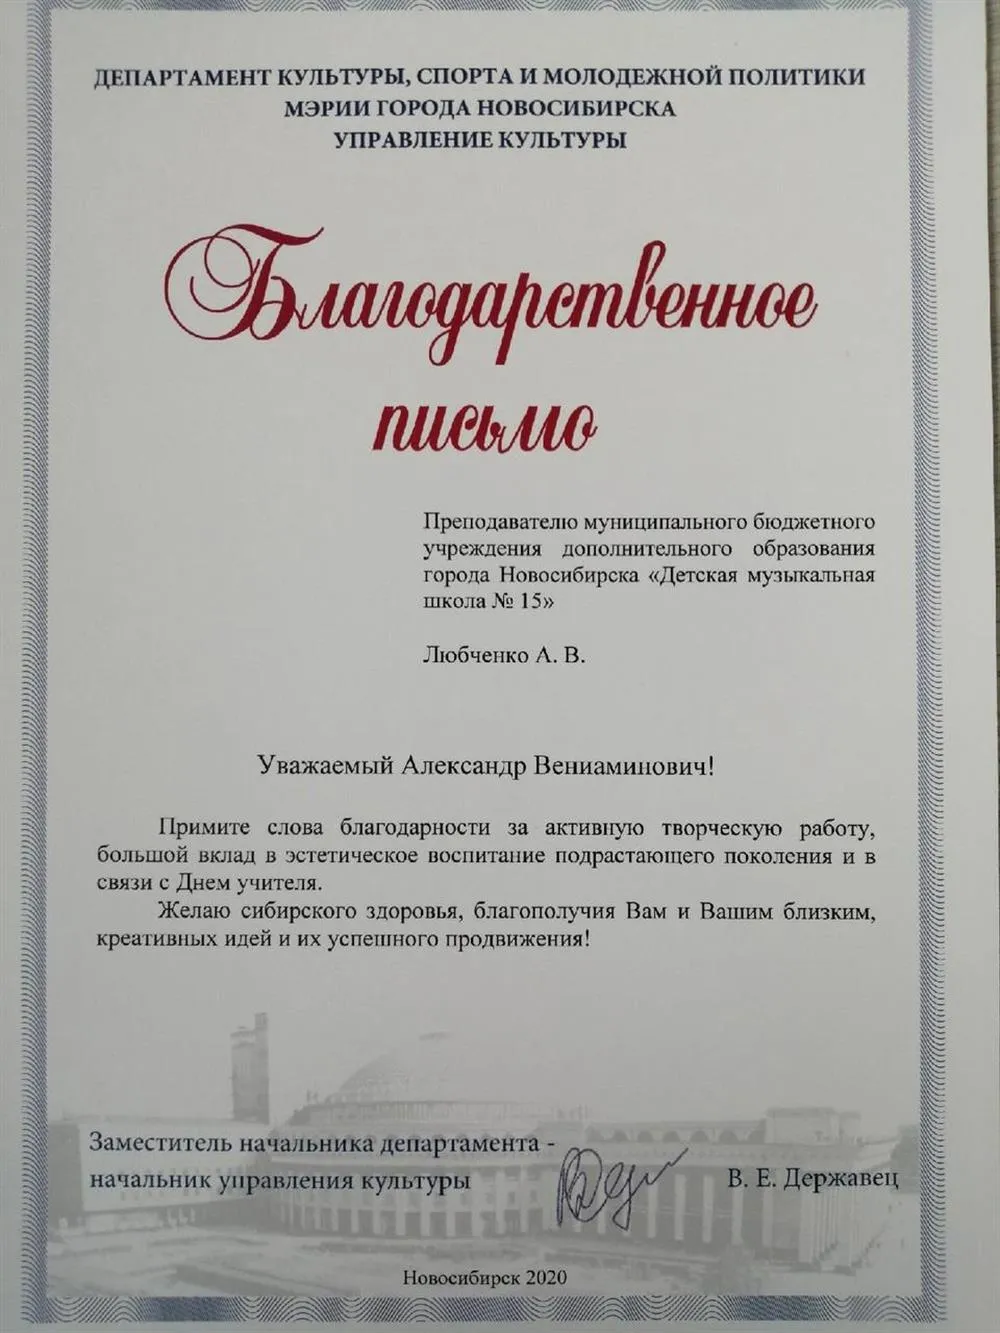 ДЕПАРТАМЕНТ КУЛЬТУРЫ, СПОРТА И МОЛОДЕЖНОЙ ПОЛИТИКИ
МЭРИИ ГОРОДА НОВОСИБИРСКА
УПРАВЛЕНИЕ КУЛЬТУРЫ
Благодарственное
письмо
Преподавателю муниципального бюджетного
учреждения дополнительного образования
города Новосибирска «Детская музыкальная
школа № 15»
Любченко А. В.
Уважаемый Александр Вениаминович!
Примите слова благодарности за активную творческую работу,
большой вклад в эстетическое воспитание подрастающего поколения и в
связи с Днем учителя.
Желаю сибирского здоровья, благополучия Вам и Вашим близким,
креативных идей и их успешного продвижения!
Заместитель начальника департамента -
начальник управления культуры В. Е. Державец
Новосибирск 2020